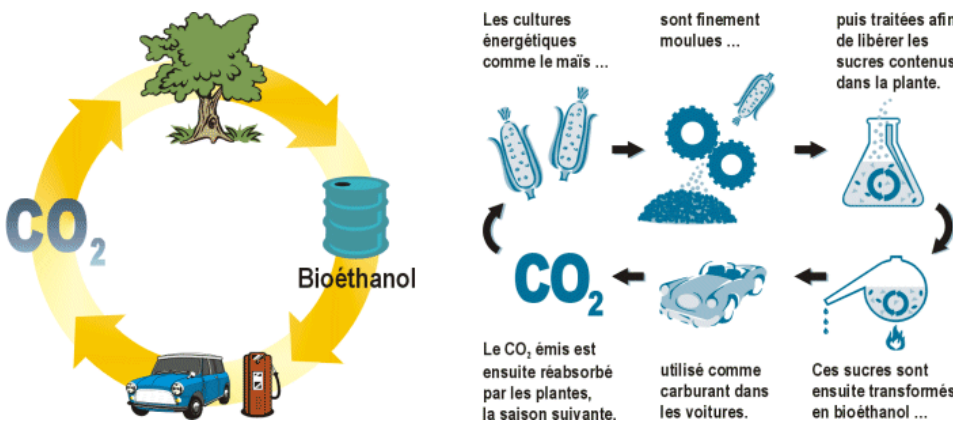 CO2
Bioéthanol
Les cultures
énergétiques
comme le maïs ...
sont finement
moulues ...
puis traitées afin
de libérer les
sucres contenus
dans la plante.
Ces sucres sont
ensuite transformés
en bioéthanol ...
utilisé comme
carburant dans
les voitures.
CO2
Le CO2 émis est
ensuite réabsorbé
par les plantes,
la saison suivante.